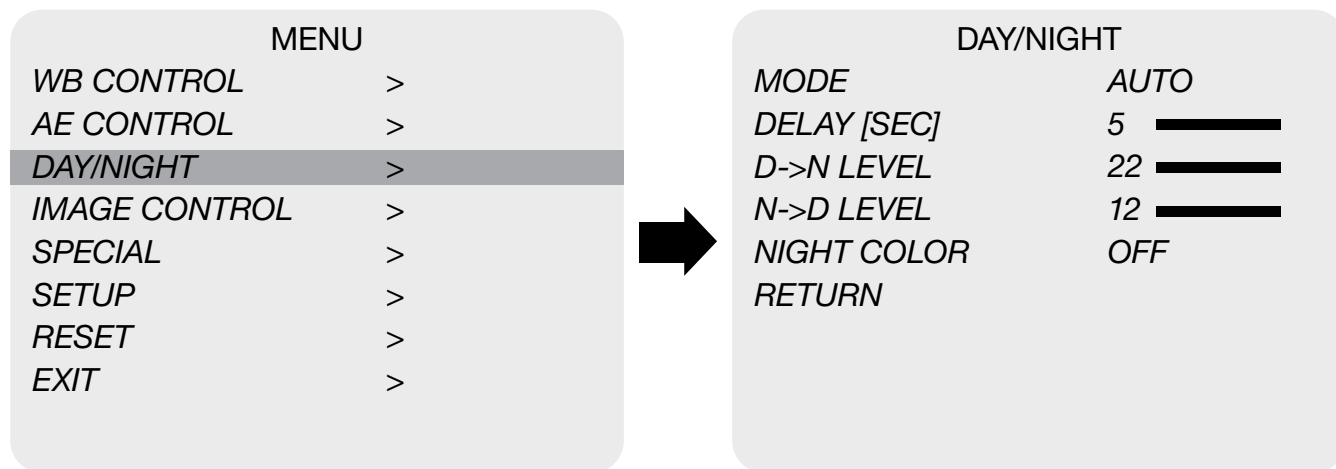 MENU
WB CONTROL >
AE CONTROL >
DAY/NIGHT >
IMAGE CONTROL >
SPECIAL >
SETUP >
RESET >
EXIT >
DAY/NIGHT
MODE AUTO
DELAY [SEC] 5
D->N LEVEL 22
N->D LEVEL 12
NIGHT COLOR OFF
RETURN